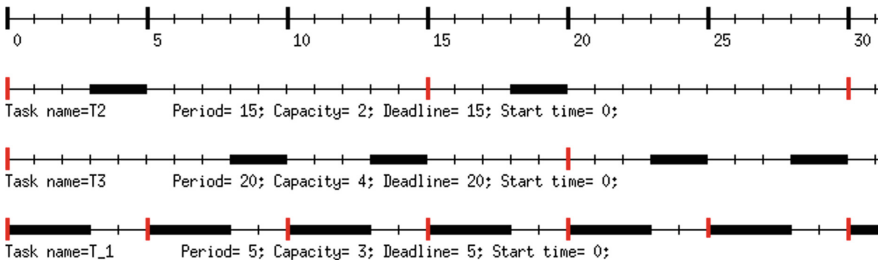 0 5 10 15 20 25 30
Task name=T2 Period= 15; Capacity= 2; Deadline= 15; Start time= 0;
Task name=T3 Period= 20; Capacity= 4; Deadline= 20; Start time= 0;
Task name=T_1 Period= 5; Capacity= 3; Deadline= 5; Start time= 0;